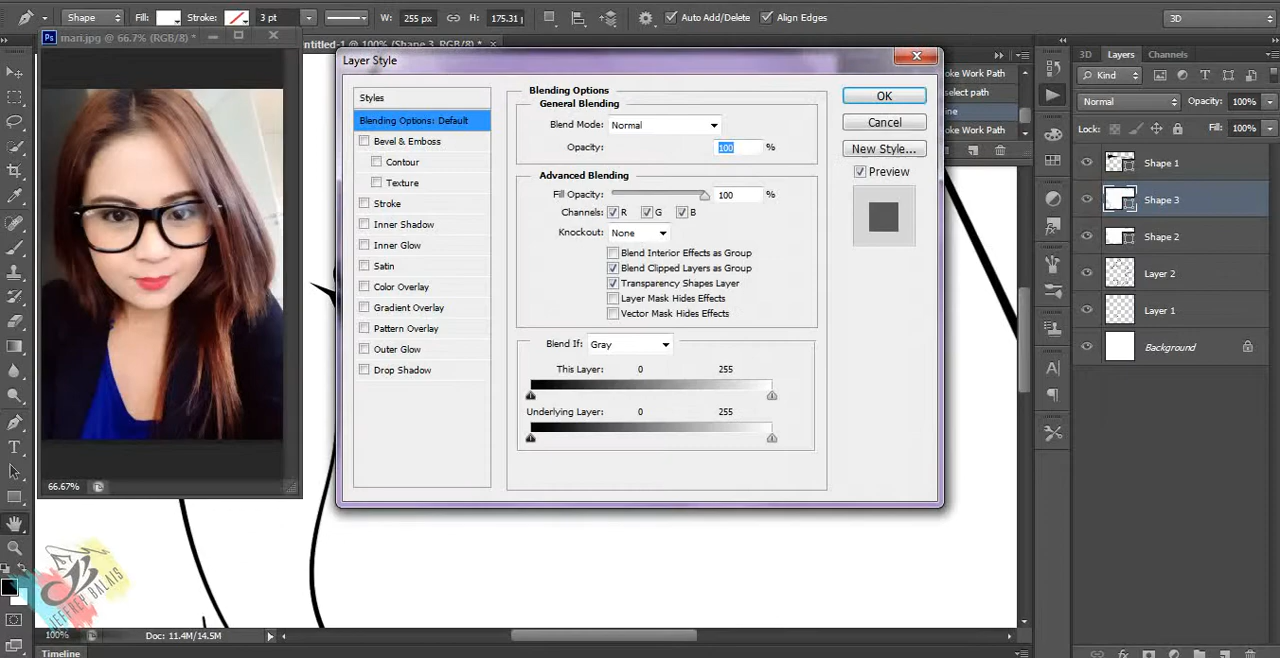 Shape Fill: Stroke: 3 pt W: 255 px H: 175.31 Auto Add/Delete Align Edges 3D
Ps mari.jpg @ 66.7% (RGB/8) *
ntitled-1 @ 100% (Shape 3, RGB/8) *
Layer Style
Styles
Blending Options: Default
Bevel & Emboss
Contour
Texture
Stroke
Inner Shadow
Inner Glow
Satin
Color Overlay
Gradient Overlay
Pattern Overlay
Outer Glow
Drop Shadow
Blending Options
General Blending
Blend Mode: Normal
Opacity: 100 %
Advanced Blending
Fill Opacity: 100 %
Channels: R G B
Knockout: None
Blend Interior Effects as Group
Blend Clipped Layers as Group
Transparency Shapes Layer
Layer Mask Hides Effects
Vector Mask Hides Effects
Blend If: Gray
This Layer: 0 255
Underlying Layer: 0 255
OK
Cancel
New Style...
Preview
oke Work Path
select path
ne
oke Work Path
3D Layers Channels
Kind T
Normal Opacity: 100%
Lock: Fill: 100%
Shape 1
Shape 3
Shape 2
Layer 2
Layer 1
Background
66.67%
JEFFREY BALAIS
100% Doc: 11.4M/14.5M
Timeline